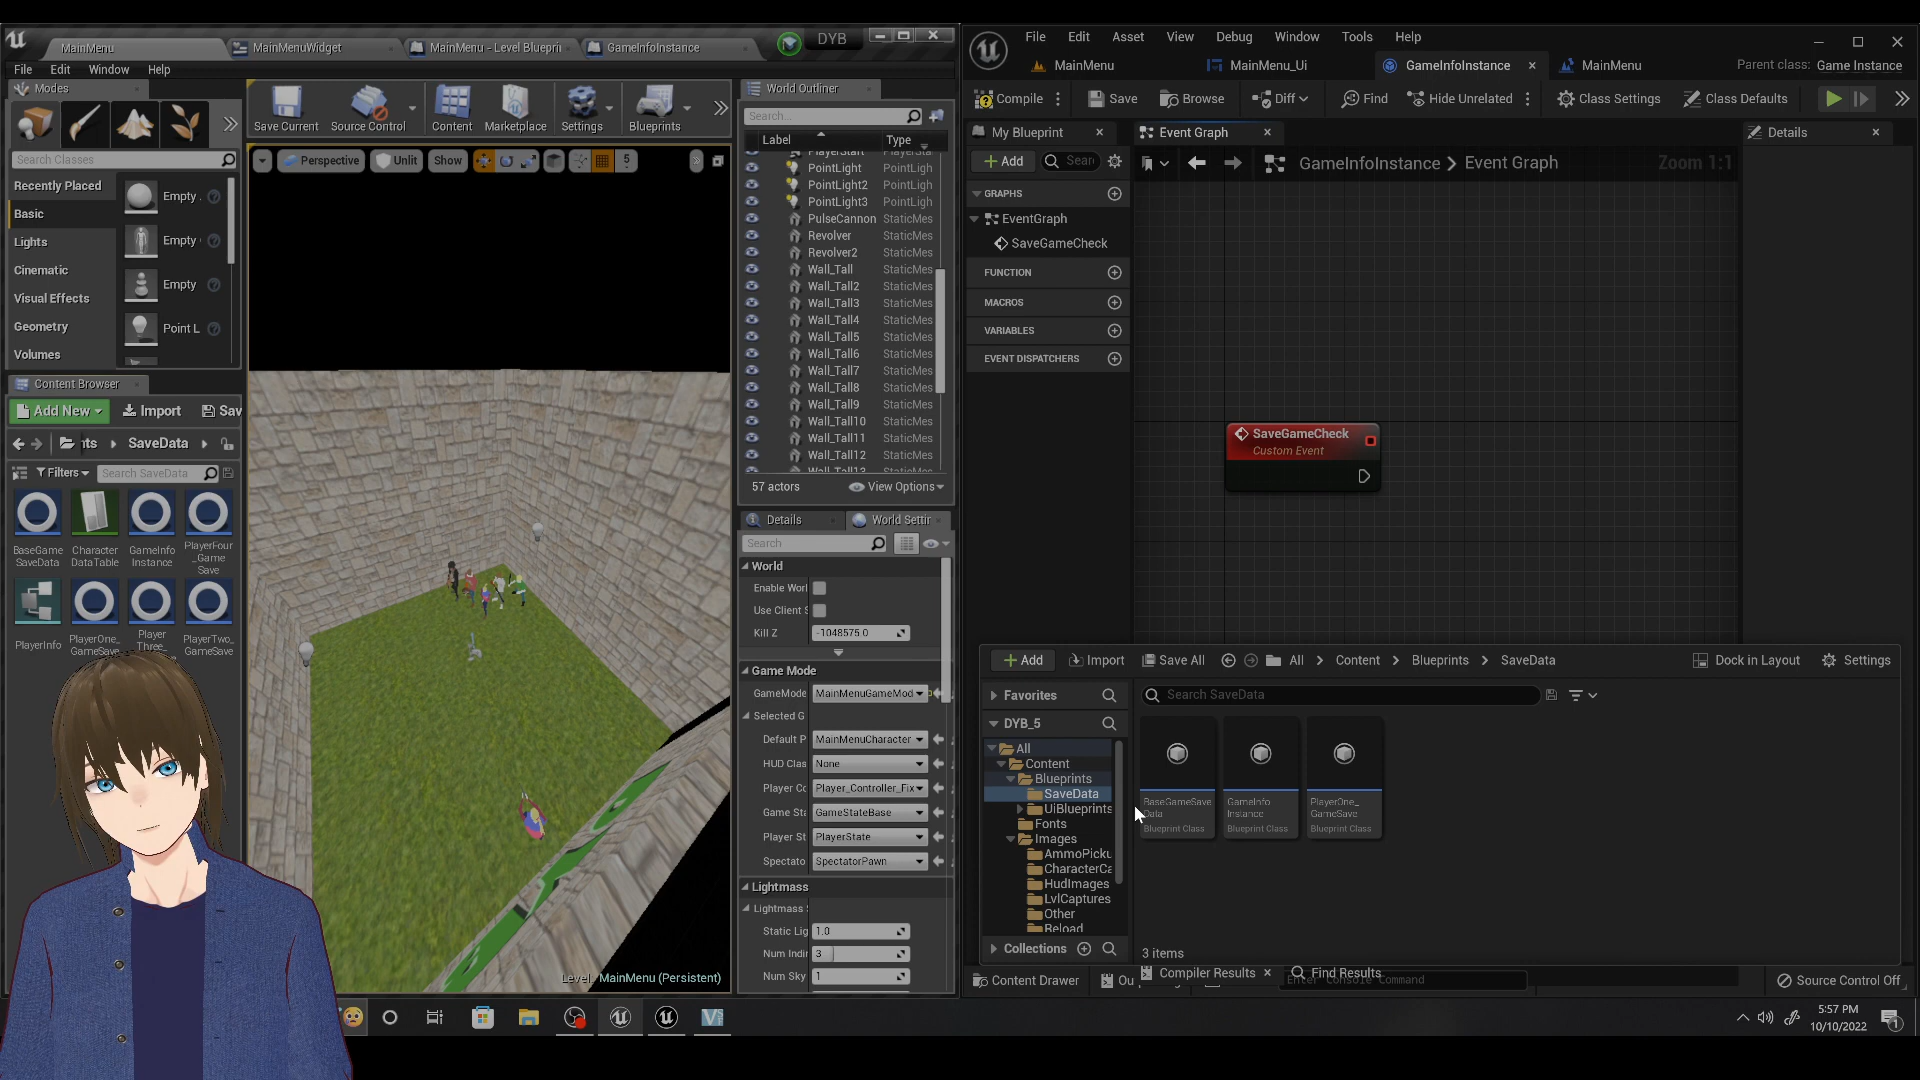 MainMenu
MainMenuWidget
MainMenu - Level Blueprin
GameInfoInstance
DYB
File Edit Window Help
Modes
Search Classes
Recently Placed
Basic
Lights
Cinematic
Visual Effects
Geometry
Volumes
Empty
Empty
Empty
Point L
Save Current
Source Control
Content
Marketplace
Settings
Blueprints
Perspective
Unlit
Show
5
World Outliner
Search...
Label Type
PlayerStart PlayerSta
PointLight PointLigh
PointLight2 PointLigh
PointLight3 PointLigh
PulseCannon StaticMes
Revolver StaticMes
Revolver2 StaticMes
Wall_Tall StaticMes
Wall_Tall2 StaticMes
Wall_Tall3 StaticMes
Wall_Tall4 StaticMes
Wall_Tall5 StaticMes
Wall_Tall6 StaticMes
Wall_Tall7 StaticMes
Wall_Tall8 StaticMes
Wall_Tall9 StaticMes
Wall_Tall10 StaticMes
Wall_Tall11 StaticMes
Wall_Tall12 StaticMes
Wall_Tall13 StaticMes
57 actors
View Options
Content Browser
Add New
Import
Sav
nts
SaveData
Filters
Search SaveData
BaseGame
SaveData
Character
DataTable
GameInfo
Instance
PlayerFour
_Game
Save
PlayerInfo
PlayerOne_
GameSave
Player
Three_
PlayerTwo_
GameSave
Level: MainMenu (Persistent)
Details
World Settir
Search
World
Enable Worl
Use Client S
Kill Z -1048575.0
Game Mode
GameMode MainMenuGameMod
Selected G
Default P MainMenuCharacter
HUD Clas None
Player Co Player_Controller_Fix
Game Sta GameStateBase
Player St PlayerState
Spectato SpectatorPawn
Lightmass
Lightmass S
Static Lig 1.0
Num Indir 3
Num Sky 1
File Edit Asset View Debug Window Tools Help
MainMenu
MainMenu_Ui
GameInfoInstance
MainMenu
Parent class: Game Instance
Compile
Save
Browse
Diff
Find
Hide Unrelated
Class Settings
Class Defaults
My Blueprint
Event Graph
Details
Add
Sear
GameInfoInstance > Event Graph
Zoom 1:1
GRAPHS
EventGraph
SaveGameCheck
FUNCTION
MACROS
VARIABLES
EVENT DISPATCHERS
SaveGameCheck
Custom Event
Add
Import
Save All
All > Content > Blueprints > SaveData
Dock in Layout
Settings
Favorites
Search SaveData
DYB_5
All
Content
Blueprints
SaveData
UiBlueprints
Fonts
Images
AmmoPicku
CharacterCa
HudImages
LvlCaptures
Other
Reload
Collections
BaseGameSave
Data
Blueprint Class
GameInfo
Instance
Blueprint Class
PlayerOne_
GameSave
Blueprint Class
3 items
Content Drawer
Ou
Compiler Results
Find Results
Enter Console Command
Source Control Off
5:57 PM
10/10/2022
1